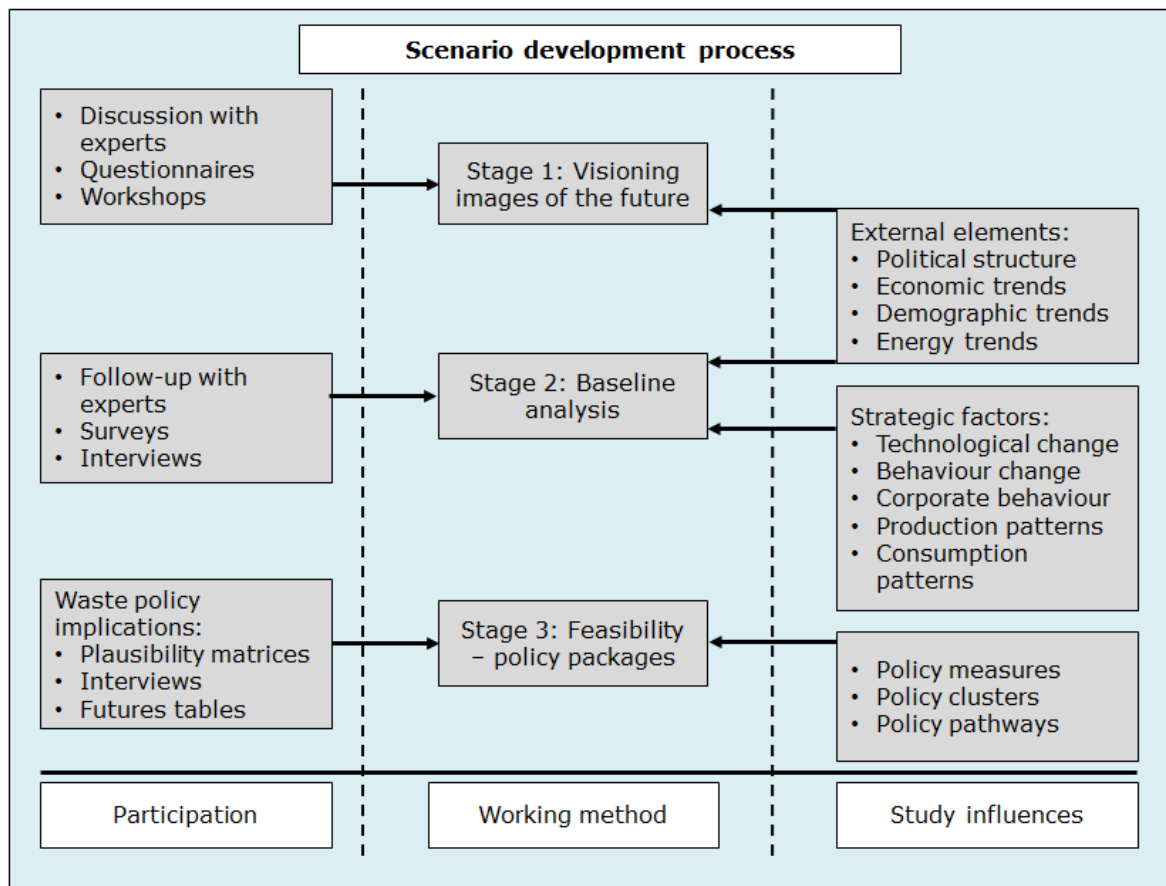 Scenario development process
• Discussion with
experts
• Questionnaires
• Workshops
Stage 1: Visioning
images of the future
External elements:
• Political structure
• Economic trends
• Demographic trends
• Energy trends
• Follow-up with
experts
• Surveys
• Interviews
Stage 2: Baseline
analysis
Strategic factors:
• Technological change
• Behaviour change
• Corporate behaviour
• Production patterns
• Consumption
patterns
Waste policy
implications:
• Plausibility matrices
• Interviews
• Futures tables
Stage 3: Feasibility
– policy packages
• Policy measures
• Policy clusters
• Policy pathways
Participation
Working method
Study influences